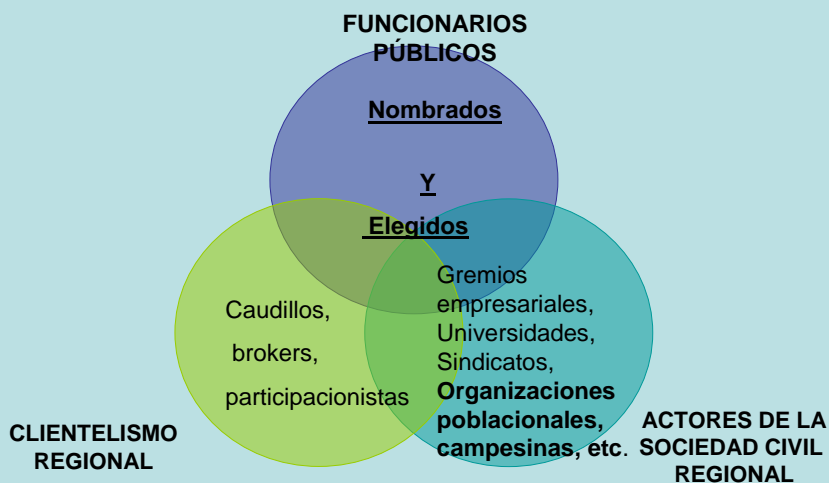 FUNCIONARIOS
PÚBLICOS
Nombrados
Y
Elegidos
Caudillos,
brokers,
participacionistas
Gremios
empresariales,
Universidades,
Sindicatos,
Organizaciones
poblacionales,
campesinas, etc.
CLIENTELISMO
REGIONAL
ACTORES DE LA
SOCIEDAD CIVIL
REGIONAL